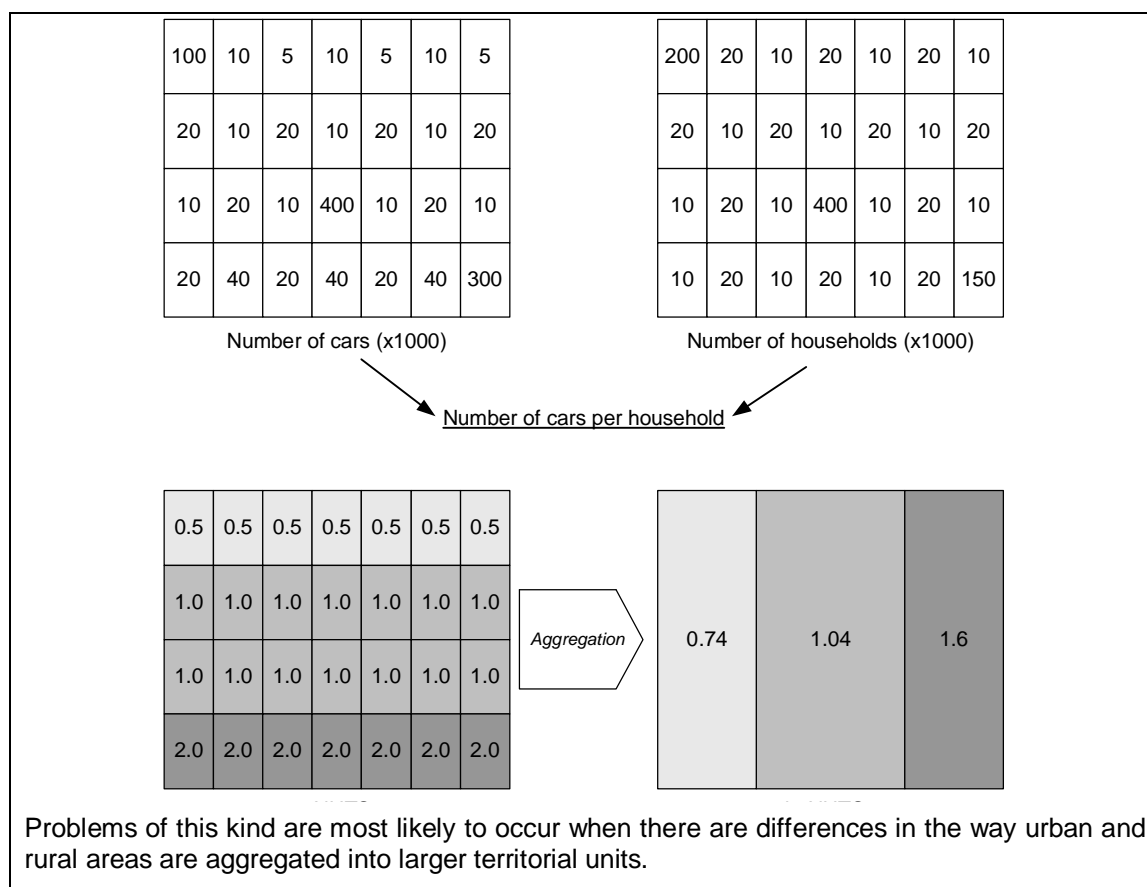 100 10 5 10 5 10 5
20 10 20 10 20 10 20
10 20 10 400 10 20 10
20 40 20 40 20 40 300
Number of cars (x1000)
200 20 10 20 10 20 10
20 10 20 10 20 10 20
10 20 10 400 10 20 10
10 20 10 20 10 20 150
Number of households (x1000)
Number of cars per household
0.5 0.5 0.5 0.5 0.5 0.5 0.5
1.0 1.0 1.0 1.0 1.0 1.0 1.0
1.0 1.0 1.0 1.0 1.0 1.0 1.0
2.0 2.0 2.0 2.0 2.0 2.0 2.0
Aggregation
0.74 1.04 1.6
Problems of this kind are most likely to occur when there are differences in the way urban and
rural areas are aggregated into larger territorial units.